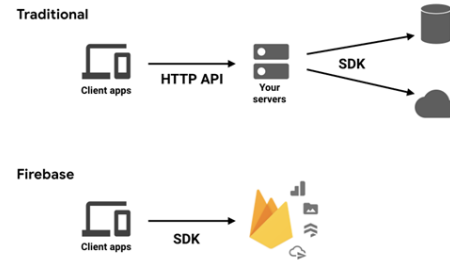 Traditional
Client apps
HTTP API
Your
servers
SDK
Firebase
Client apps
SDK